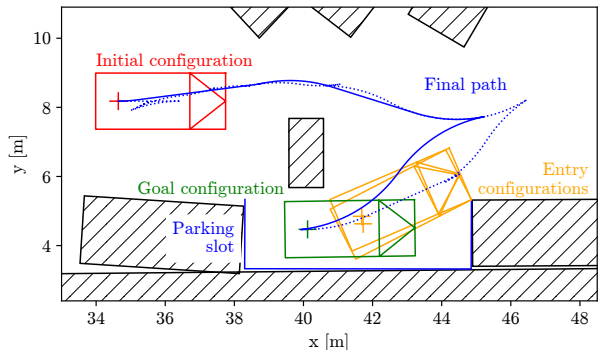 10
8
6
4
y [m]
Initial configuration
Final path
Goal configuration
Entry
configurations
Parking
slot
34
36
38
40
42
44
46
48
x [m]